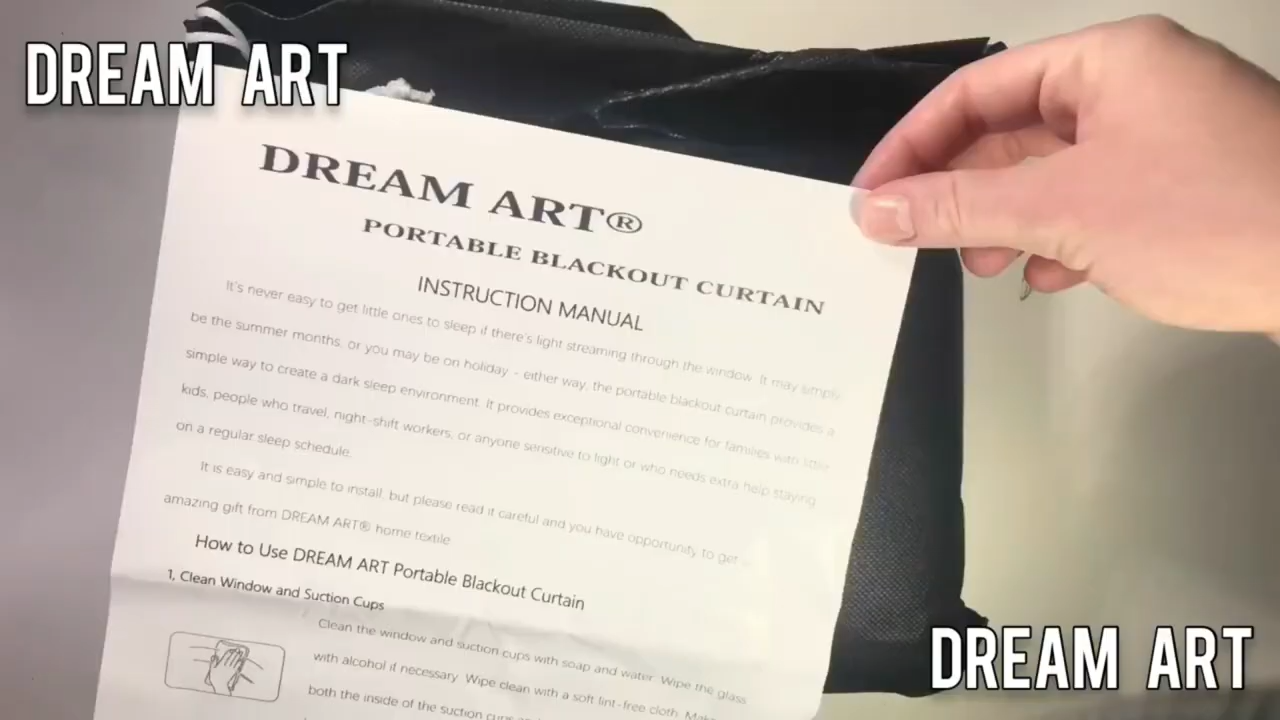 DREAM ART
DREAM ART®
PORTABLE BLACKOUT CURTAIN
INSTRUCTION MANUAL
It's never easy to get little ones to sleep if there's light streaming through the window. It may simply
be the summer months, or you may be on holiday - either way, the portable blackout curtain provides a
simple way to create a dark sleep environment. It provides exceptional convenience for families with little
kids, people who travel, night-shift workers, or anyone sensitive to light or who needs extra help staying
on a regular sleep schedule.
It is easy and simple to install, but please read it careful and you have opportunity to get
amazing gift from DREAM ART® home textile
How to Use DREAM ART Portable Blackout Curtain
1, Clean Window and Suction Cups
Clean the window and suction cups with soap and water. Wipe the glass
with alcohol if necessary. Wipe clean with a soft lint-free cloth. Make
both the inside of the suction cups
DREAM ART